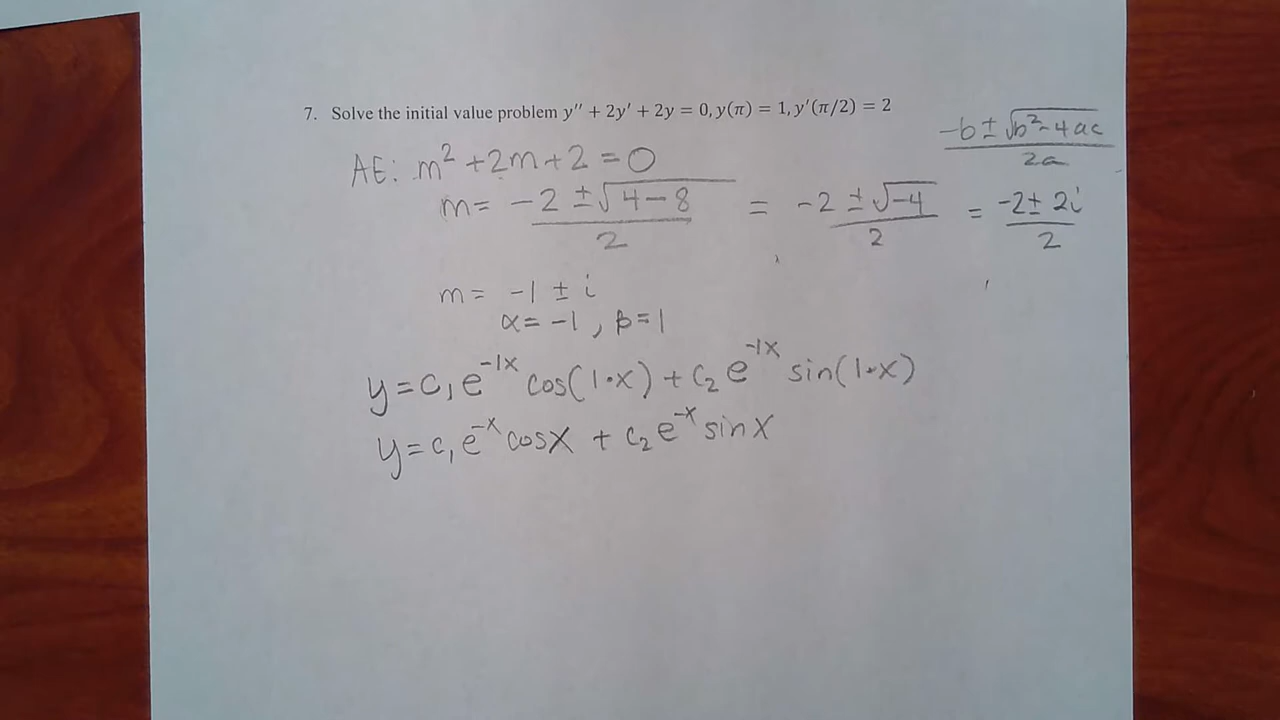 7. Solve the initial value problem y′′ + 2y′ + 2y = 0, y(π) = 1, y′(π/2) = 2
-b ± √(b² - 4ac) / 2a
AE: m² + 2m + 2 = 0
m = (-2 ± √(4 - 8)) / 2 = (-2 ± √-4) / 2 = (-2 ± 2i) / 2
m = -1 ± i
α = -1, β = 1
y = c₁e^(-1x) cos(1·x) + c₂e^(-1x) sin(1·x)
y = c₁e^(-x) cosx + c₂e^(-x) sinx